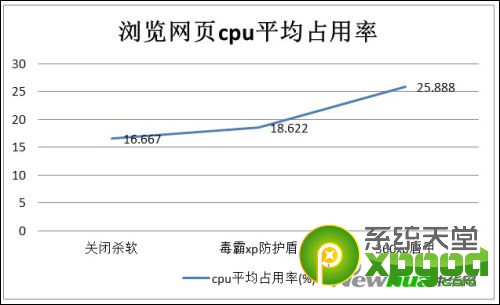 浏览网页cpu平均占用率
30
25
20
15
10
5
0
16.667
18.622
25.888
关闭杀软
毒霸xp防护盾
360xp盾甲
cpu平均占用率(%)
系统天堂
xpgod
Newhua